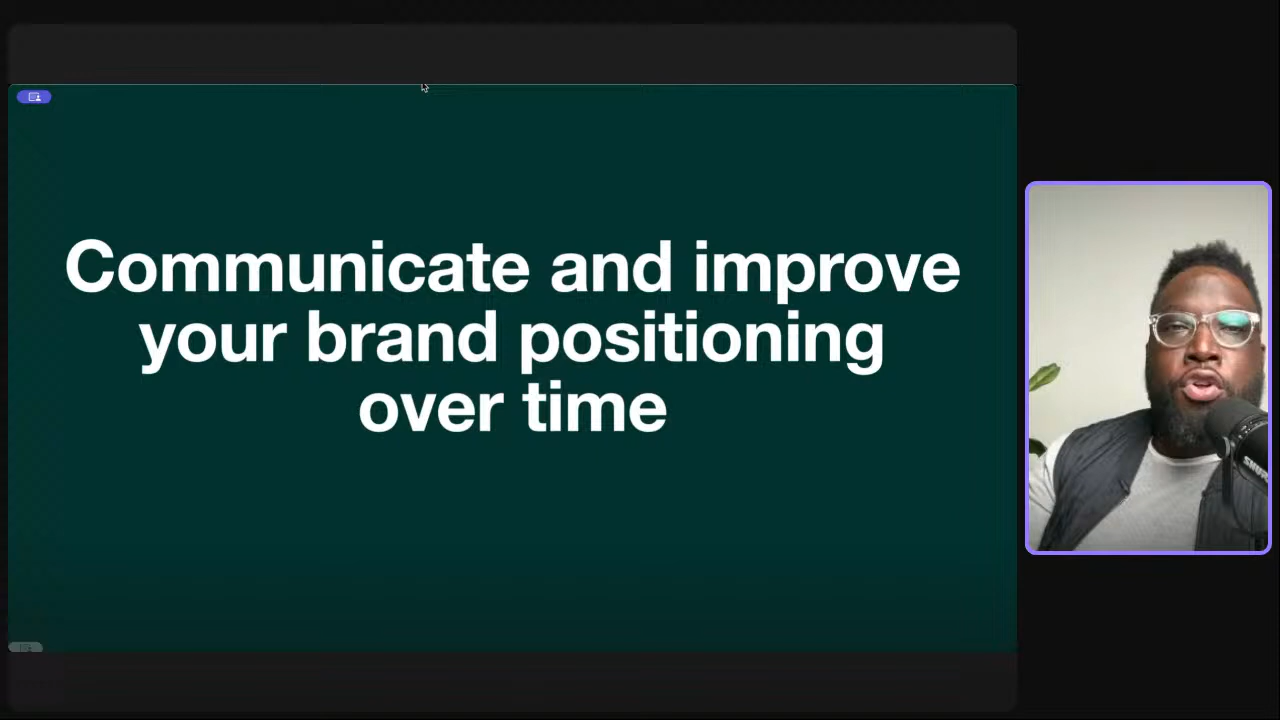 Communicate and improve
your brand positioning
over time